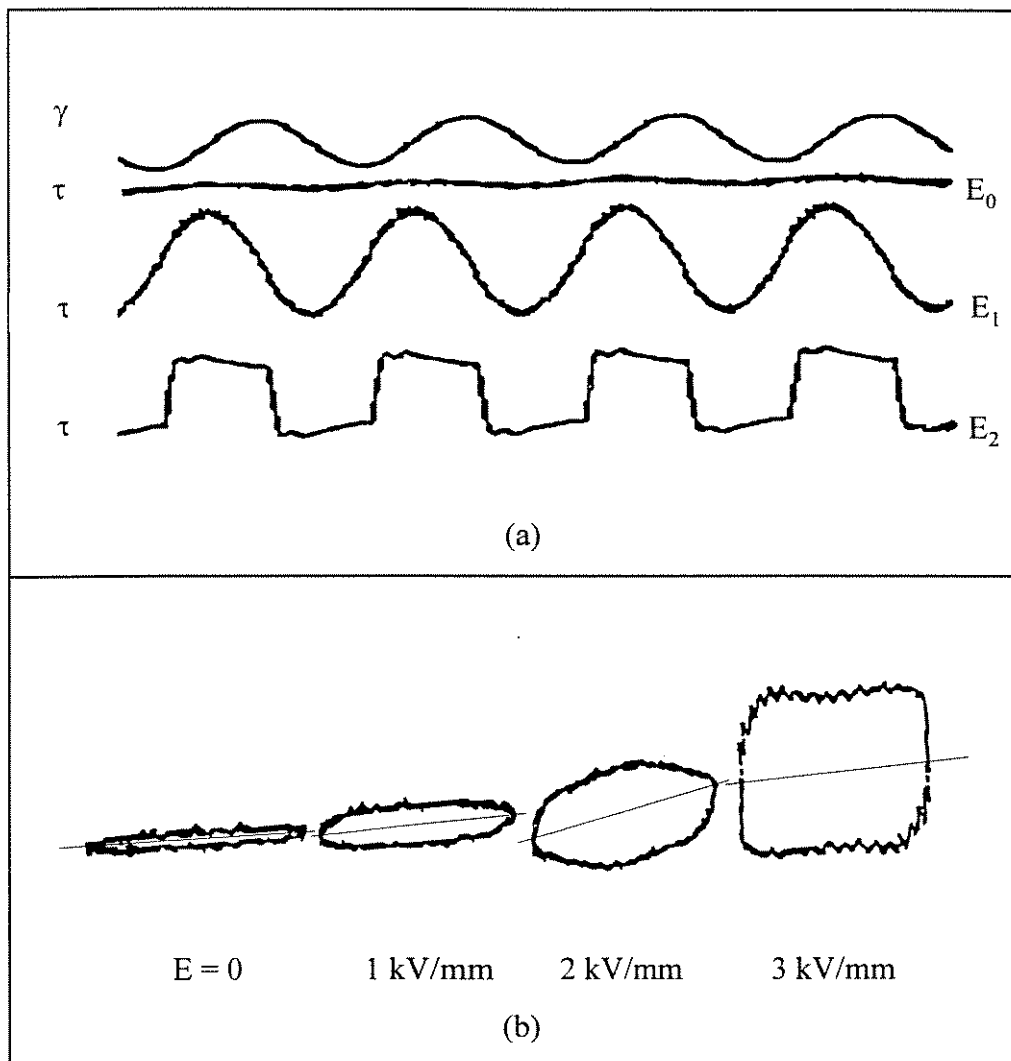 γ
τ E₀
τ E₁
τ E₂
(a)
E = 0 1 kV/mm 2 kV/mm 3 kV/mm
(b)